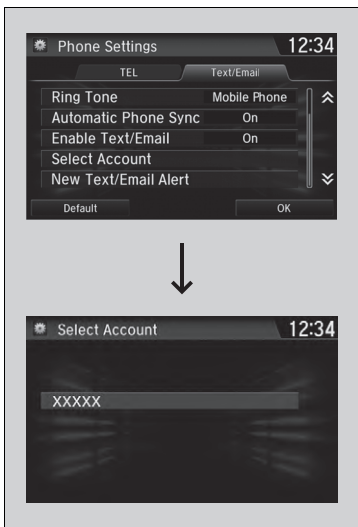 Phone Settings 12:34
TEL Text/Email
Ring Tone Mobile Phone
Automatic Phone Sync On
Enable Text/Email On
Select Account
New Text/Email Alert
Default OK
Select Account 12:34
XXXXX